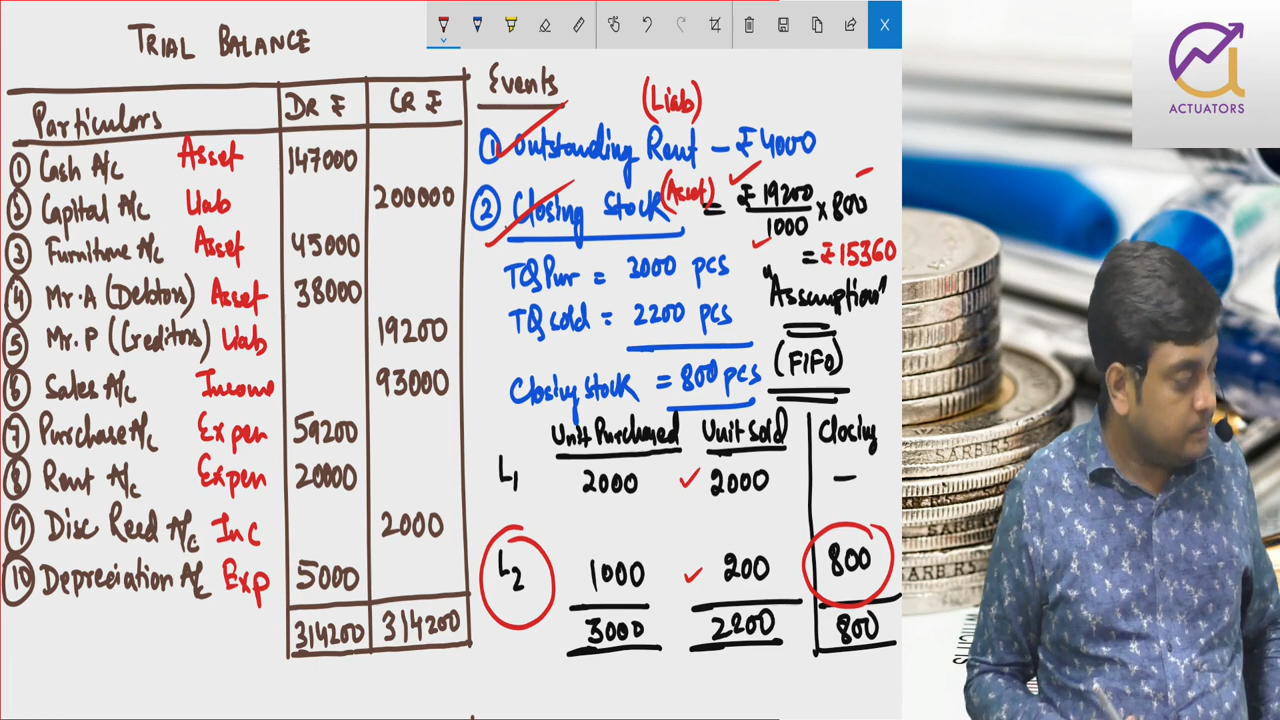 TRIAL BALANCE
Particulars DR ₹ CR ₹
① Cash A/c Asset 147000
② Capital A/c Liab 200000
③ Furniture A/c Asset 45000
④ Mr. A (Debtors) Asset 38000
⑤ Mr. P (Creditors) Liab 19200
⑥ Sales A/c Income 93000
⑦ Purchase A/c Expen 59200
⑧ Rent A/c Expen 20000
⑨ Disc Recd A/c Inc 2000
⑩ Depreciation A/c Exp 5000
314200 314200
Events
(Liab)
① Outstanding Rent - ₹4000
② Closing Stock (Asset) = ₹19200/1000 × 800
= ₹15360
TQ Pur = 3000 pcs
"Assumption"
TQ sold = 2200 pcs
(FIFO)
Closing stock = 800 pcs
Unit Purchased Unit Sold Closing
L1 2000 2000 —
L2 1000 200 800
3000 2200 800
X
ACTUATORS